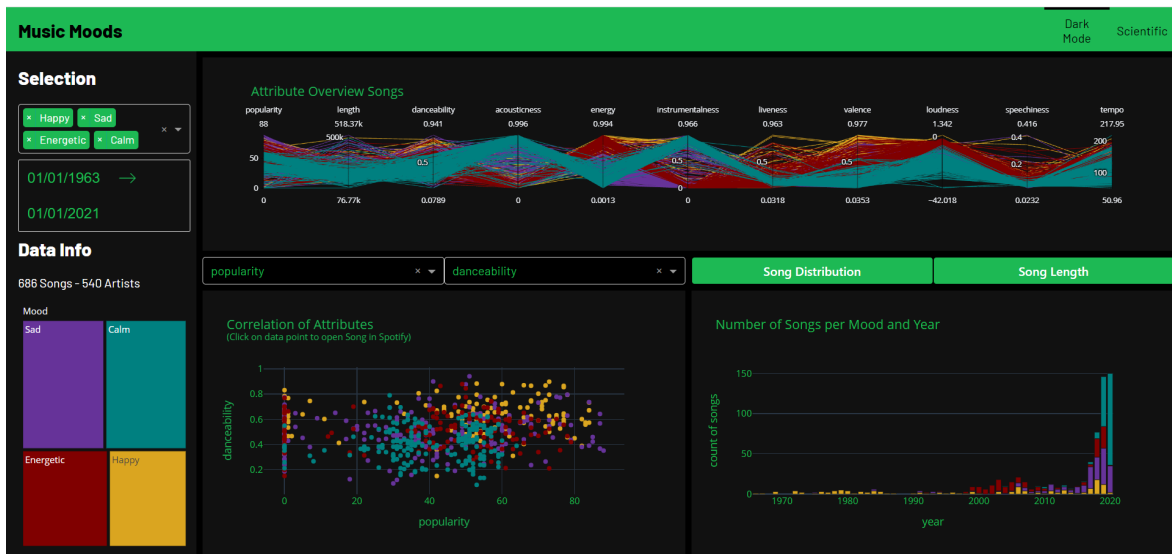 Music Moods
Dark
Mode
Scientific
Selection
× Happy × Sad
× Energetic × Calm
×
01/01/1963 →
01/01/2021
Data Info
686 Songs - 540 Artists
Mood
Sad
Calm
Energetic
Happy
Attribute Overview Songs
popularity length danceability acousticness energy instrumentalness liveness valence loudness speechiness tempo
88 518.37k 0.941 0.996 0.994 0.966 0.963 0.977 1.342 0.416 217.95
500k 0 0.4 200
50 0.5 0.5 0.5 0.5 0.2 100
0 0
0 76.77k 0.0789 0 0.0013 0 0.0318 0.0353 −42.018 0.0232 50.96
popularity ×
danceability ×
Song Distribution
Song Length
Correlation of Attributes
(Click on data point to open Song in Spotify)
danceability
1
0.8
0.6
0.4
0.2
0 20 40 60 80
popularity
Number of Songs per Mood and Year
count of songs
150
100
50
0
1970 1980 1990 2000 2010 2020
year